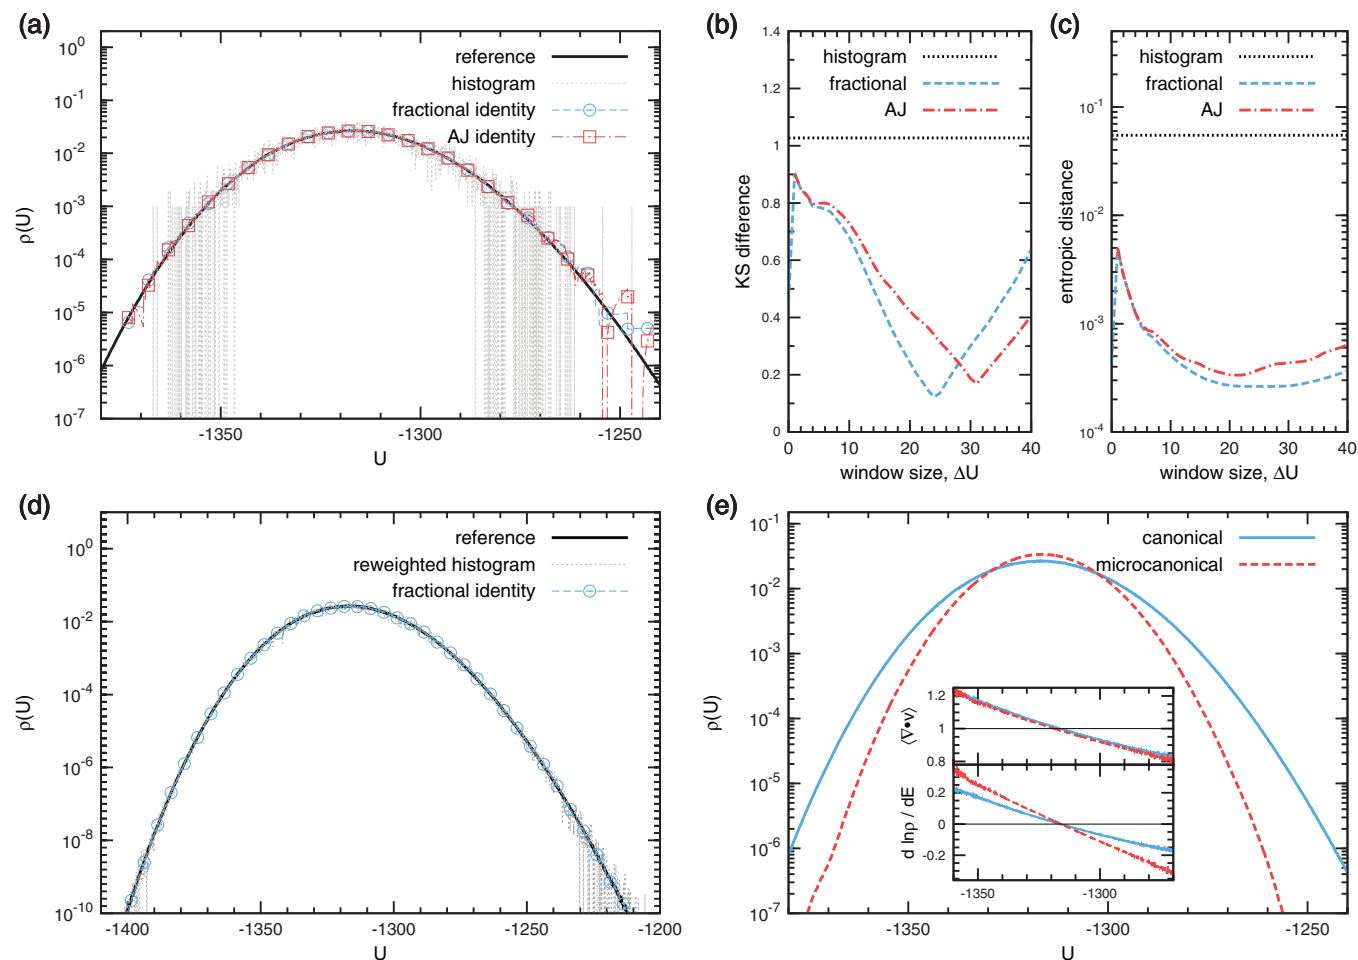 (a)
reference
histogram
fractional identity
AJ identity
10^0
10^-1
10^-2
10^-3
10^-4
10^-5
10^-6
10^-7
ρ(U)
-1350
-1300
-1250
U
(b)
histogram
fractional
AJ
1.4
1.2
1
0.8
0.6
0.4
0.2
0
KS difference
0
10
20
30
40
window size, ΔU
(c)
histogram
fractional
AJ
10^-1
10^-2
10^-3
10^-4
entropic distance
0
10
20
30
40
window size, ΔU
(d)
reference
reweighted histogram
fractional identity
10^0
10^-2
10^-4
10^-6
10^-8
10^-10
ρ(U)
-1400
-1350
-1300
-1250
-1200
U
(e)
canonical
microcanonical
10^-1
10^-2
10^-3
10^-4
10^-5
10^-6
10^-7
ρ(U)
1.2
1
0.8
⟨∇•v⟩
0.2
0
-0.2
d lnρ / dE
-1350
-1300
-1350
-1300
-1250
U